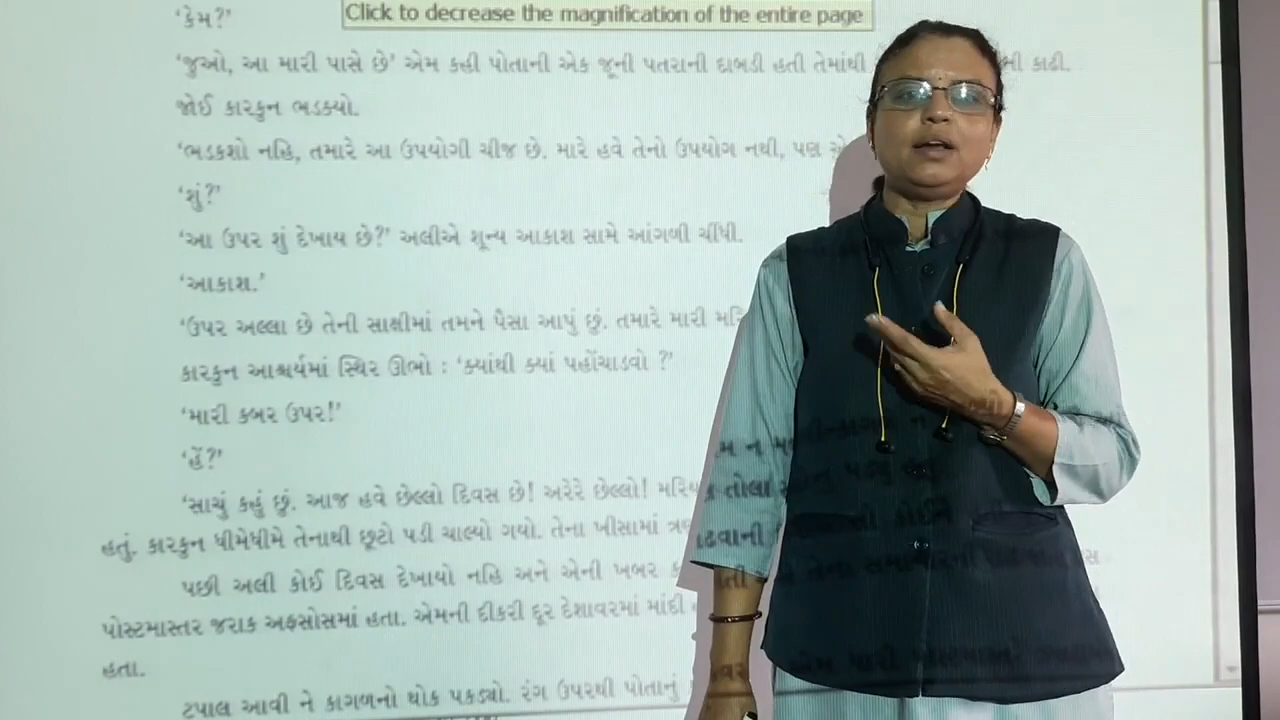 Click to decrease the magnification of the entire page
‘કેમ?’
‘જુઓ, આ મારી પાસે છે’ એમ કહી પોતાની એક જૂની પતરાની દાબડી હતી તેમાંથી કાઢી.
જોઈ કારકુન ભડક્યો.
‘ભડકશો નહિ, તમારે આ ઉપયોગી ચીજ છે. મારે હવે તેનો ઉપયોગ નથી, પણ
‘શું?’
‘આ ઉપર શું દેખાય છે?’ અલીએ શૂન્ય આકાશ સામે આંગળી ચીંધી.
‘આકાશ.’
‘ઉપર અલ્લા છે તેની સાક્ષીમાં તમને પૈસા આપું છું. તમારે મારી
કારકુન આશ્ચર્યમાં સ્થિર ઊભો : ‘ક્યાંથી ક્યાં પહોંચાડવો ?’
‘મારી કબર ઉપર!’
‘હેં?’
‘સાચું કહું છું. આજ હવે છેલ્લો દિવસ છે! અરેરે છેલ્લો!
હતું. કારકુન ધીમેધીમે તેનાથી છૂટો પડી ચાલ્યો ગયો. તેના ખીસામાં
પછી અલી કોઈ દિવસ દેખાયો નહિ અને એની ખબર
પોસ્ટમાસ્તર જરાક અફસોસમાં હતા. એમની દીકરી દૂર દેશાવરમાં માંદી
હતા.
ટપાલ આવી ને કાગળનો થોક પકડ્યો. રંગ ઉપરથી પોતાનું